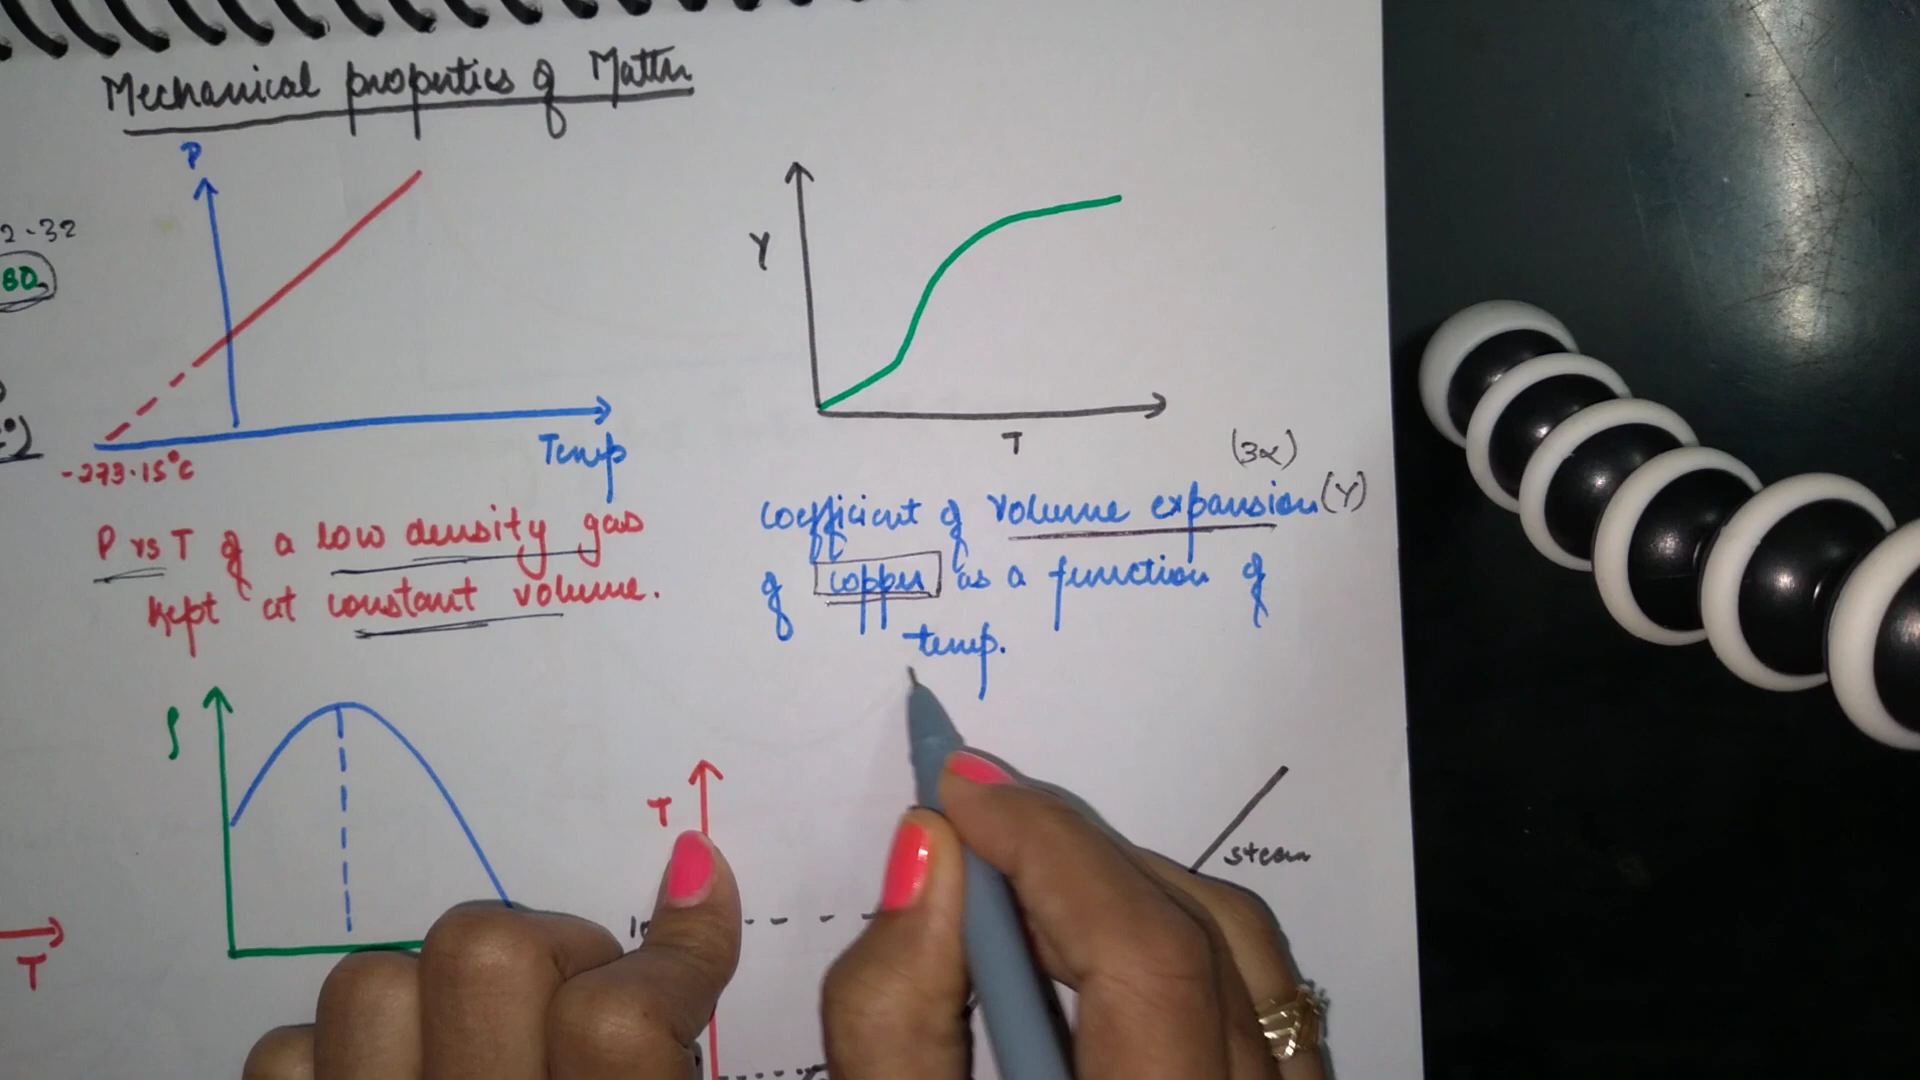 Mechanical properties of Matter
P
2.32
80
Temp
-273.15°C
P vs T of a low density gas
kept at constant volume.
Y
T
(3α)
coefficient of volume expansion (γ)
of copper as a function of
temp.
ρ
T
T
steam